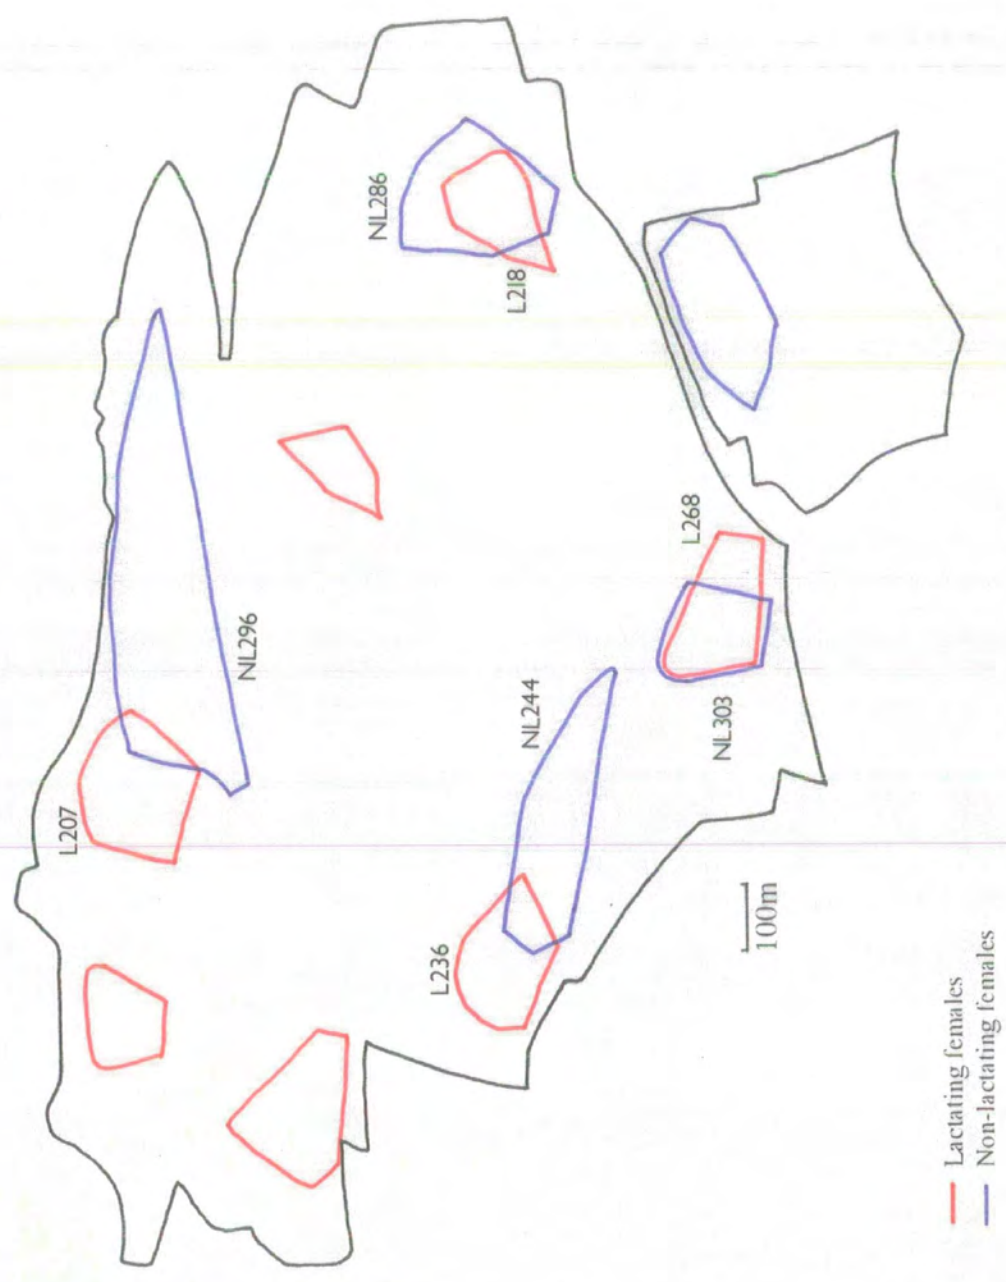 L207
NL296
NL286
L218
L236
NL244
L268
NL303
100m
Lactating females
Non-lactating females